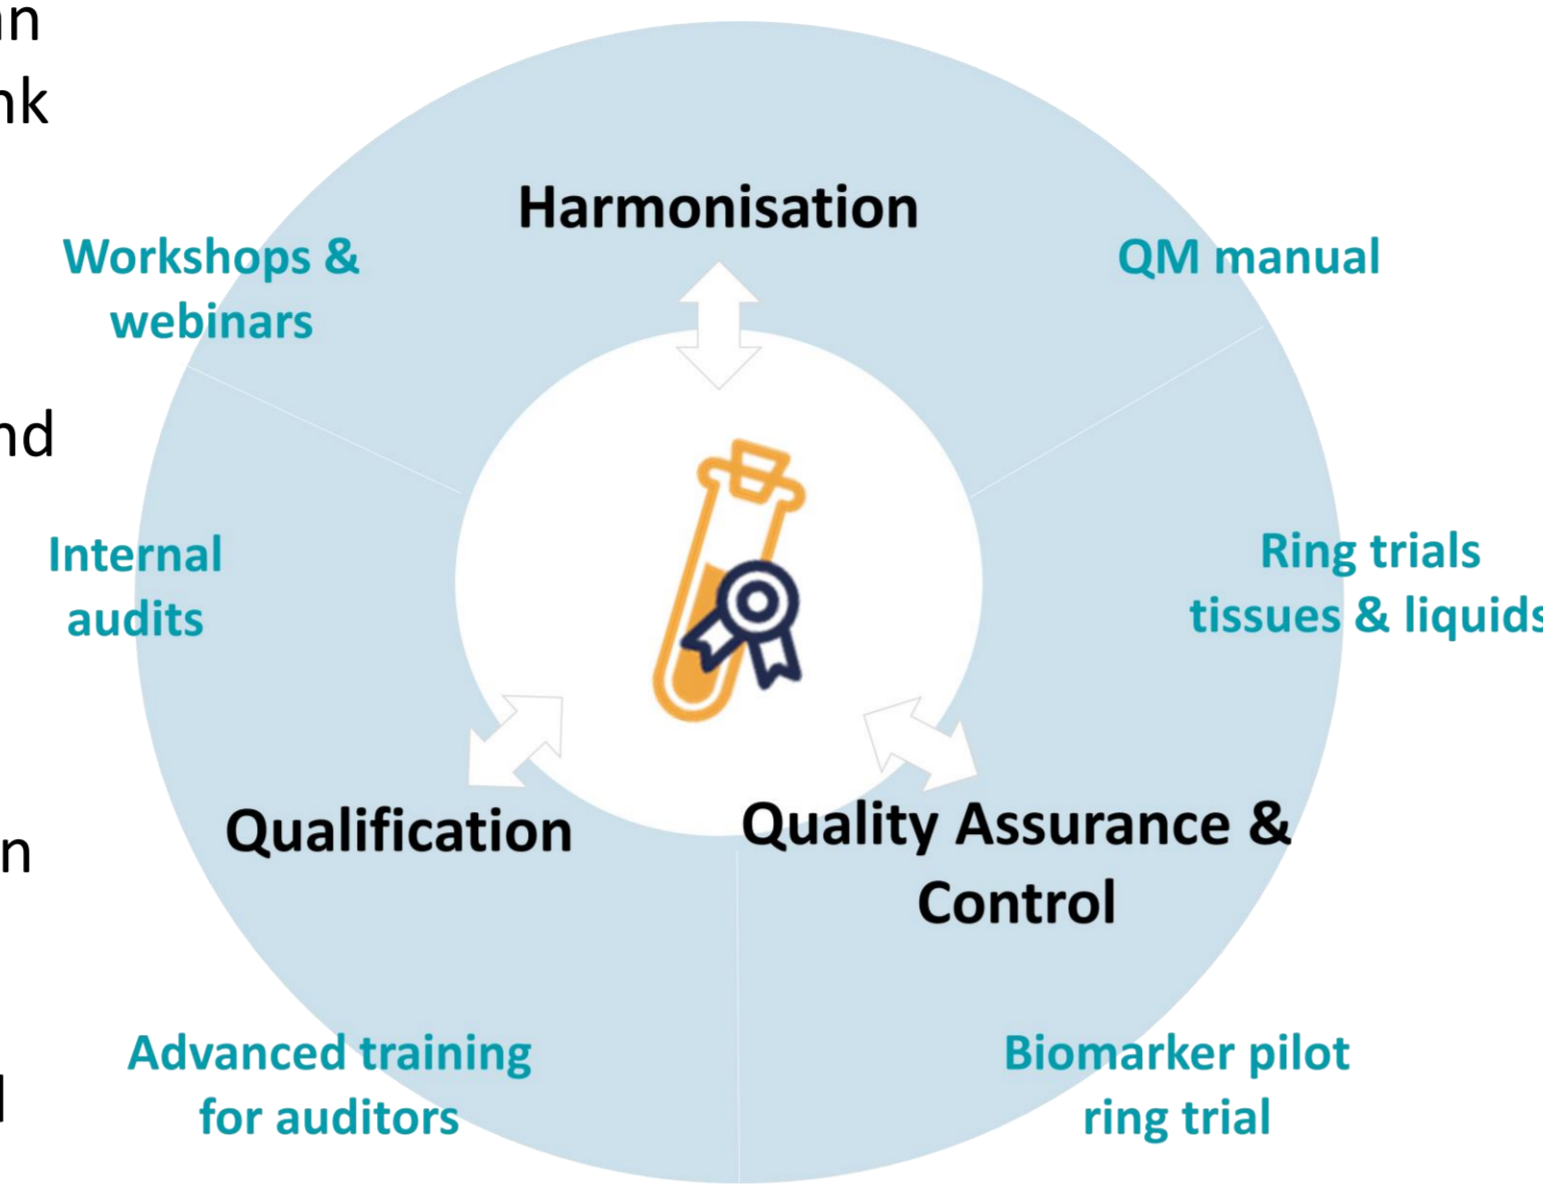 Harmonisation
Workshops &
webinars
QM manual
nd
Internal
audits
Ring trials
tissues & liquids
Qualification
Quality Assurance &
Control
Advanced training
for auditors
Biomarker pilot
ring trial